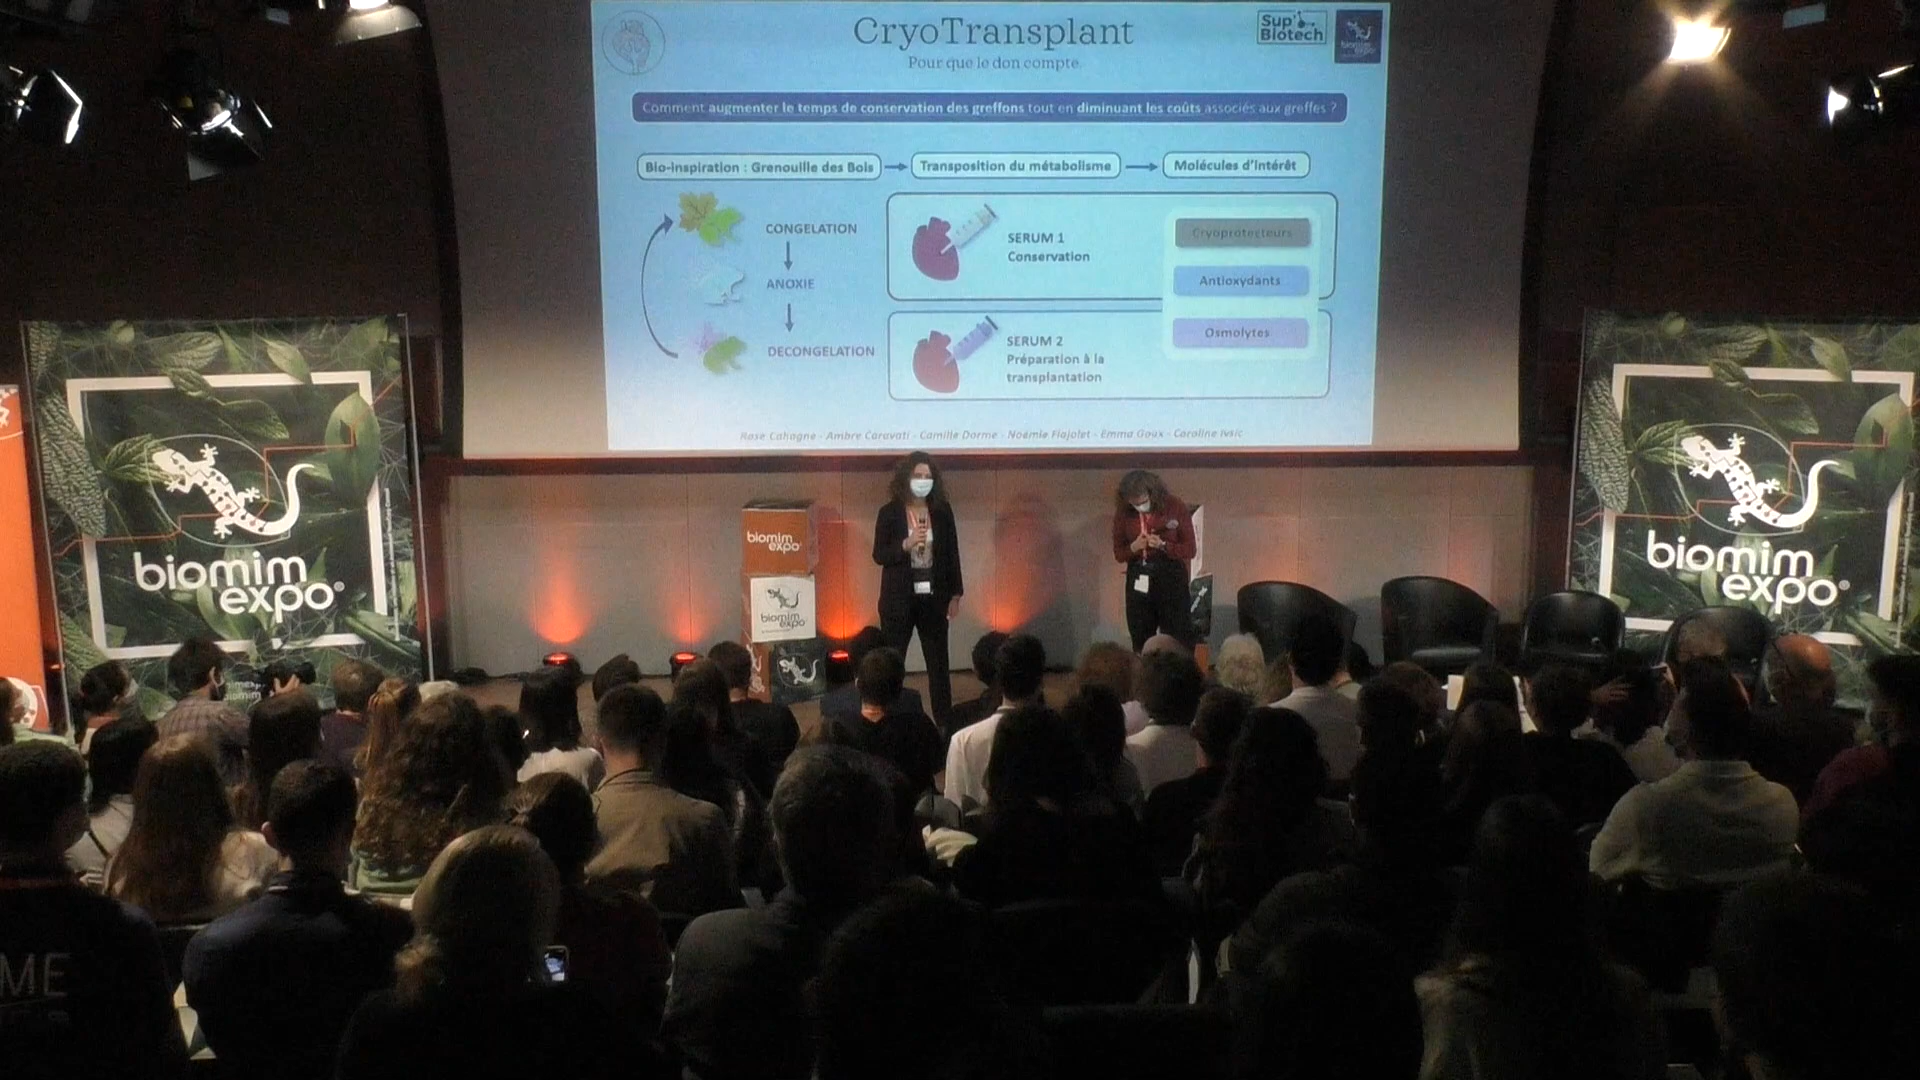 CryoTransplant
Pour que le don compte
Sup'
Biotech
Comment augmenter le temps de conservation des greffons tout en diminuant les coûts associés aux greffes ?
Bio-inspiration : Grenouille des Bois
Transposition du métabolisme
Molécules d'intérêt
CONGELATION
ANOXIE
DECONGELATION
SERUM 1
Conservation
SERUM 2
Préparation à la
transplantation
Cryoprotecteurs
Antioxydants
Osmolytes
Rose Cahagne - Ambre Caravati - Camille Dorme - Noémie Flajolet - Emma Goux - Caroline Ivsic
biomim
expo®
biomim
expo®
biomim
expo®
biomim
expo®
ME